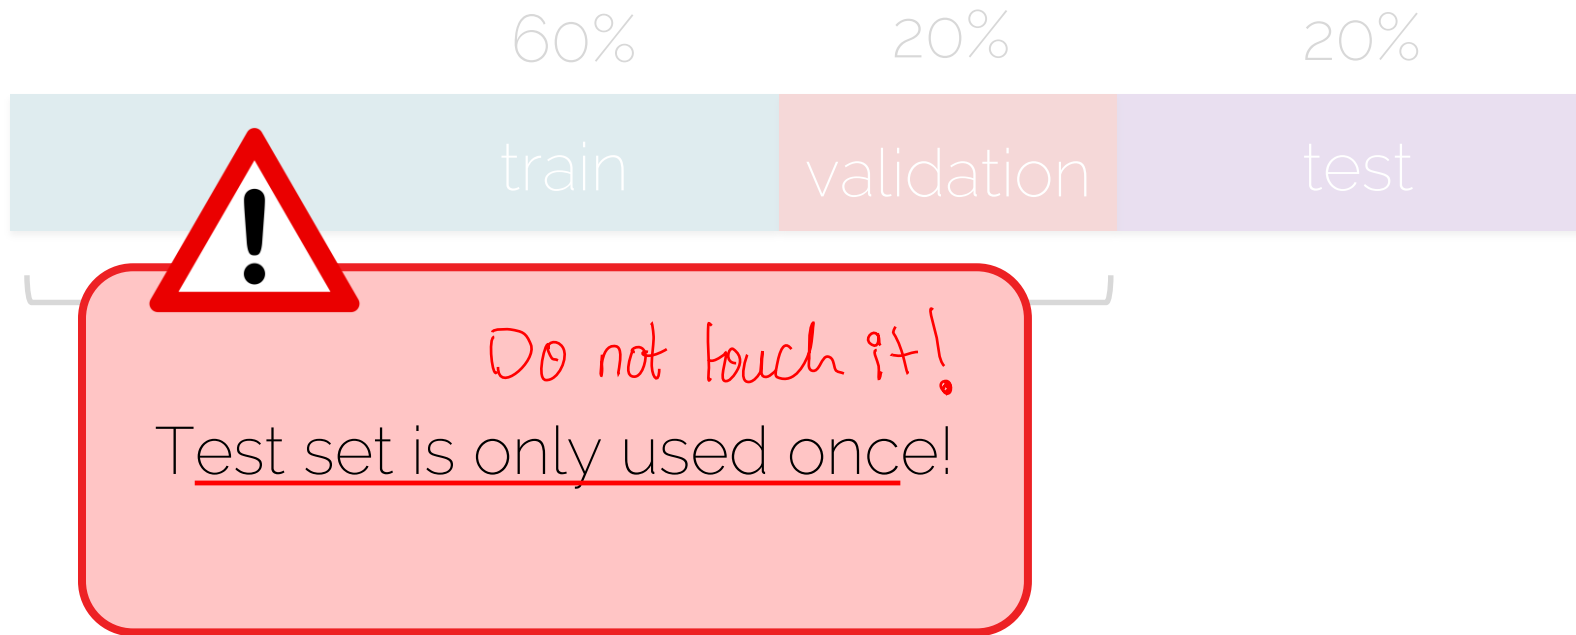 60% 20% 20%
train validation test
Do not touch it!
Test set is only used once!